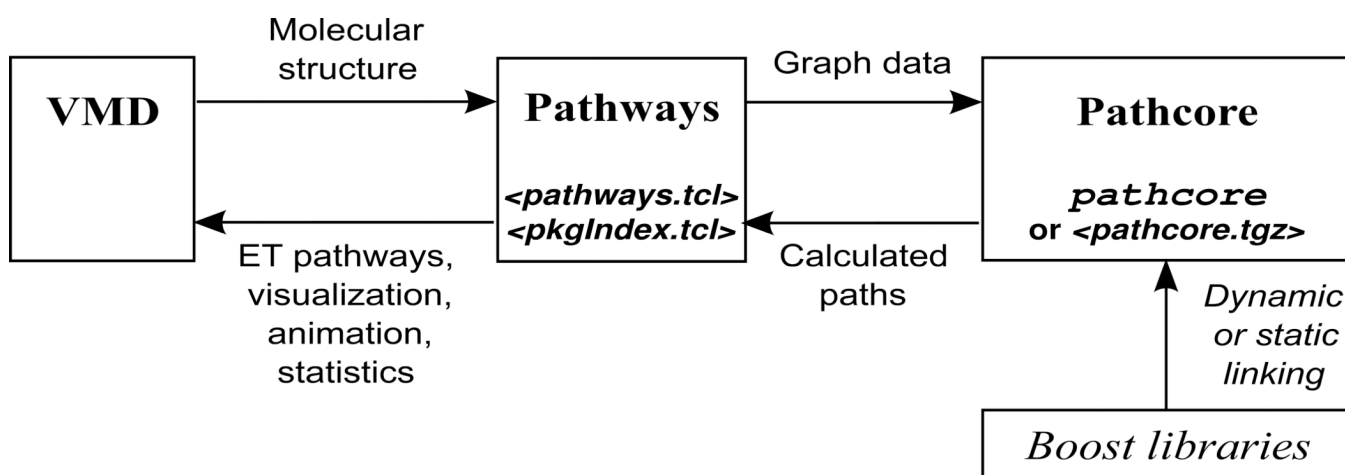 Molecular
structure
VMD
Pathways
<pathways.tcl>
<pkgIndex.tcl>
Graph data
Pathcore
pathcore
or <pathcore.tgz>
ET pathways,
visualization,
animation,
statistics
Calculated
paths
Dynamic
or static
linking
Boost libraries